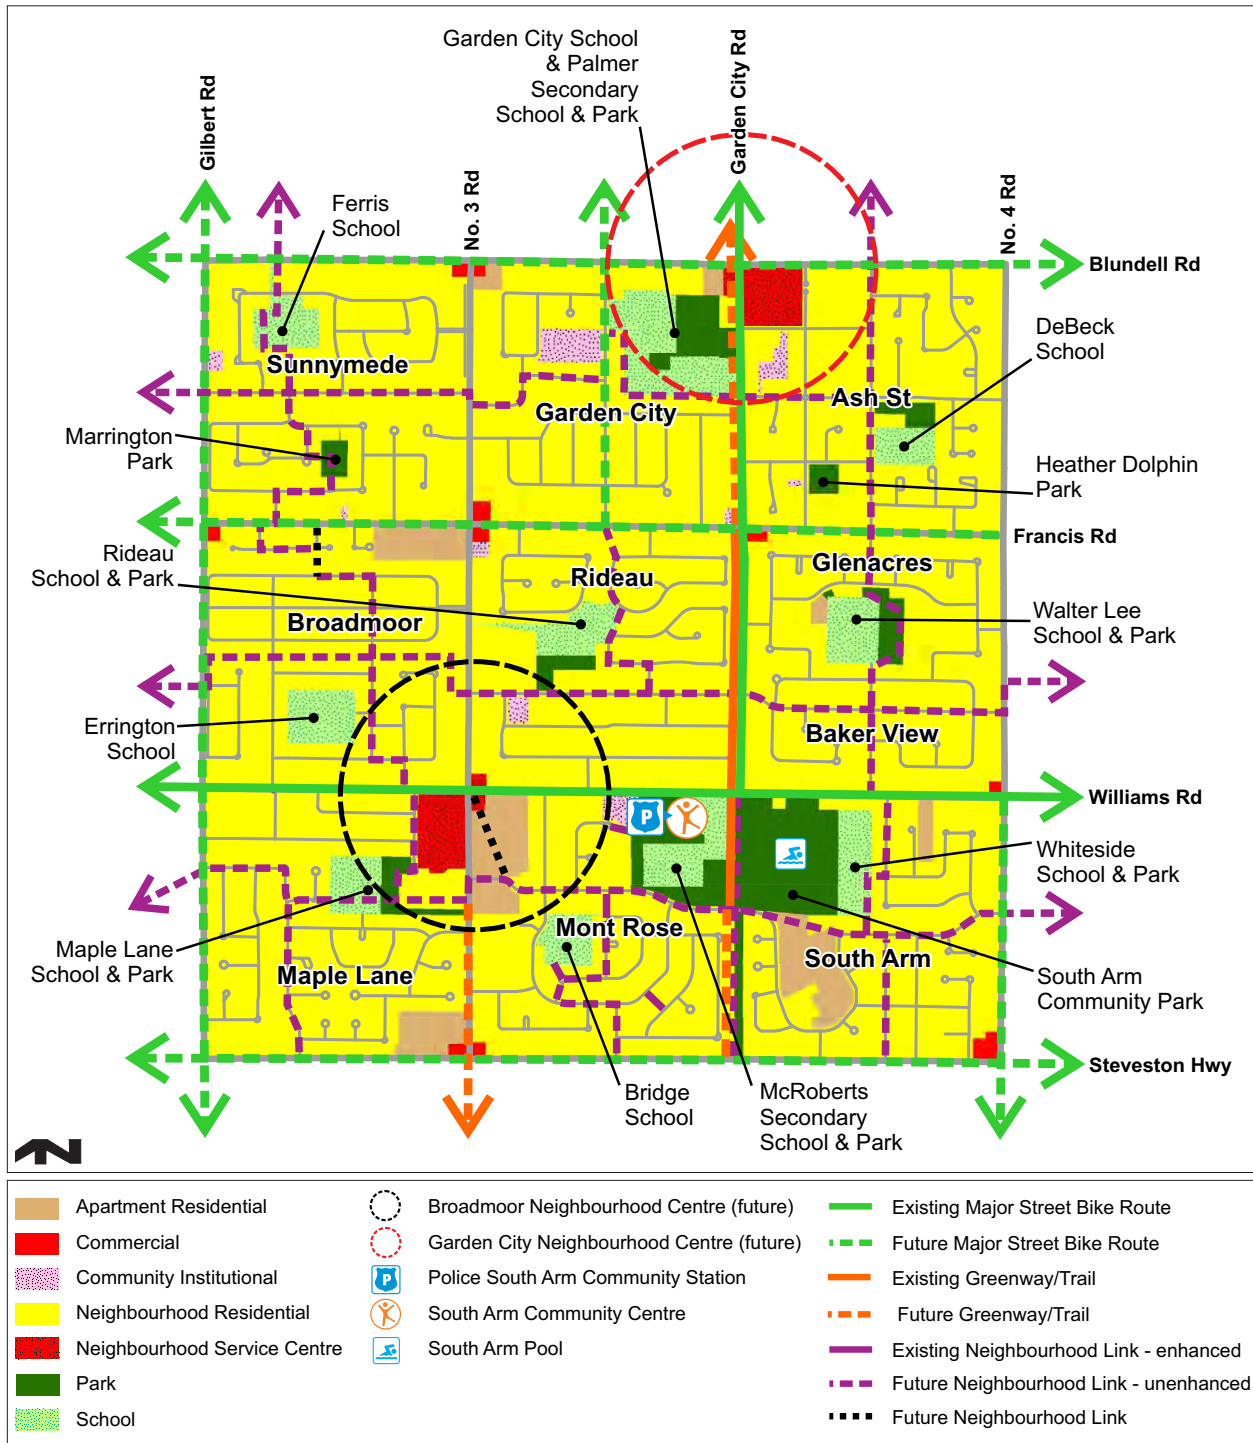 Garden City School
& Palmer
Secondary
School & Park
Gilbert Rd
No. 3 Rd
Garden City Rd
No. 4 Rd
Ferris
School
Blundell Rd
DeBeck
School
Sunnymede
Garden City
Ash St
Marrington
Park
Heather Dolphin
Park
Francis Rd
Rideau
School & Park
Rideau
Glenacres
Broadmoor
Walter Lee
School & Park
Errington
School
Baker View
Williams Rd
P
Whiteside
School & Park
Maple Lane
School & Park
Mont Rose
Maple Lane
South Arm
South Arm
Community Park
Steveston Hwy
Bridge
School
McRoberts
Secondary
School & Park
N
Apartment Residential
Commercial
Community Institutional
Neighbourhood Residential
Neighbourhood Service Centre
Park
School
Broadmoor Neighbourhood Centre (future)
Garden City Neighbourhood Centre (future)
P
Police South Arm Community Station
South Arm Community Centre
South Arm Pool
Existing Major Street Bike Route
Future Major Street Bike Route
Existing Greenway/Trail
Future Greenway/Trail
Existing Neighbourhood Link - enhanced
Future Neighbourhood Link - unenhanced
Future Neighbourhood Link